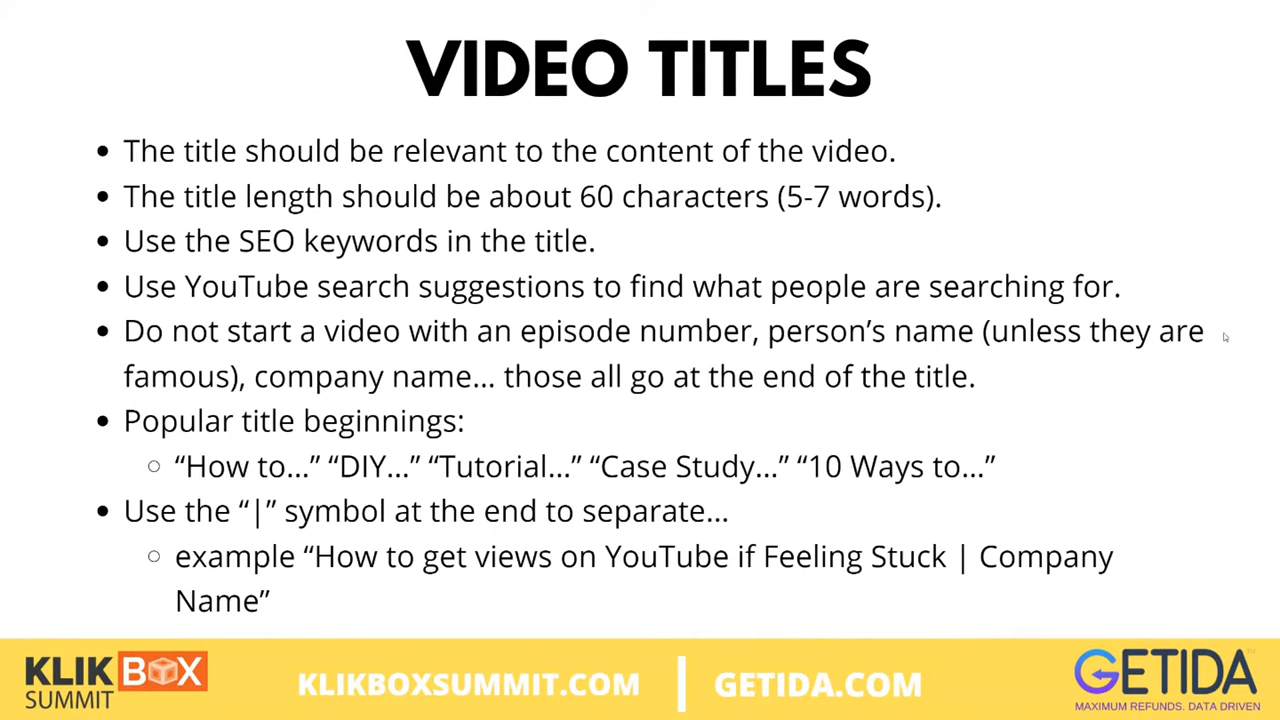 VIDEO TITLES
• The title should be relevant to the content of the video.
• The title length should be about 60 characters (5-7 words).
• Use the SEO keywords in the title.
• Use YouTube search suggestions to find what people are searching for.
• Do not start a video with an episode number, person’s name (unless they are
famous), company name... those all go at the end of the title.
• Popular title beginnings:
○ “How to...” “DIY...” “Tutorial...” “Case Study...” “10 Ways to...”
• Use the “|” symbol at the end to separate...
○ example “How to get views on YouTube if Feeling Stuck | Company
Name”
KLIKBOX
SUMMIT
KLIKBOXSUMMIT.COM | GETIDA.COM
GETIDA™
MAXIMUM REFUNDS. DATA DRIVEN